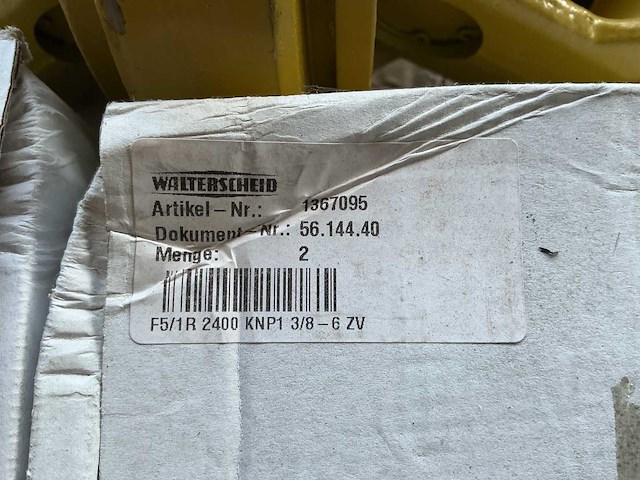 WALTERSCHEID
Artikel-Nr.: 1367095
Dokument-Nr.: 56.144.40
Menge: 2
F5/1R 2400 KNP1 3/8-6 ZV